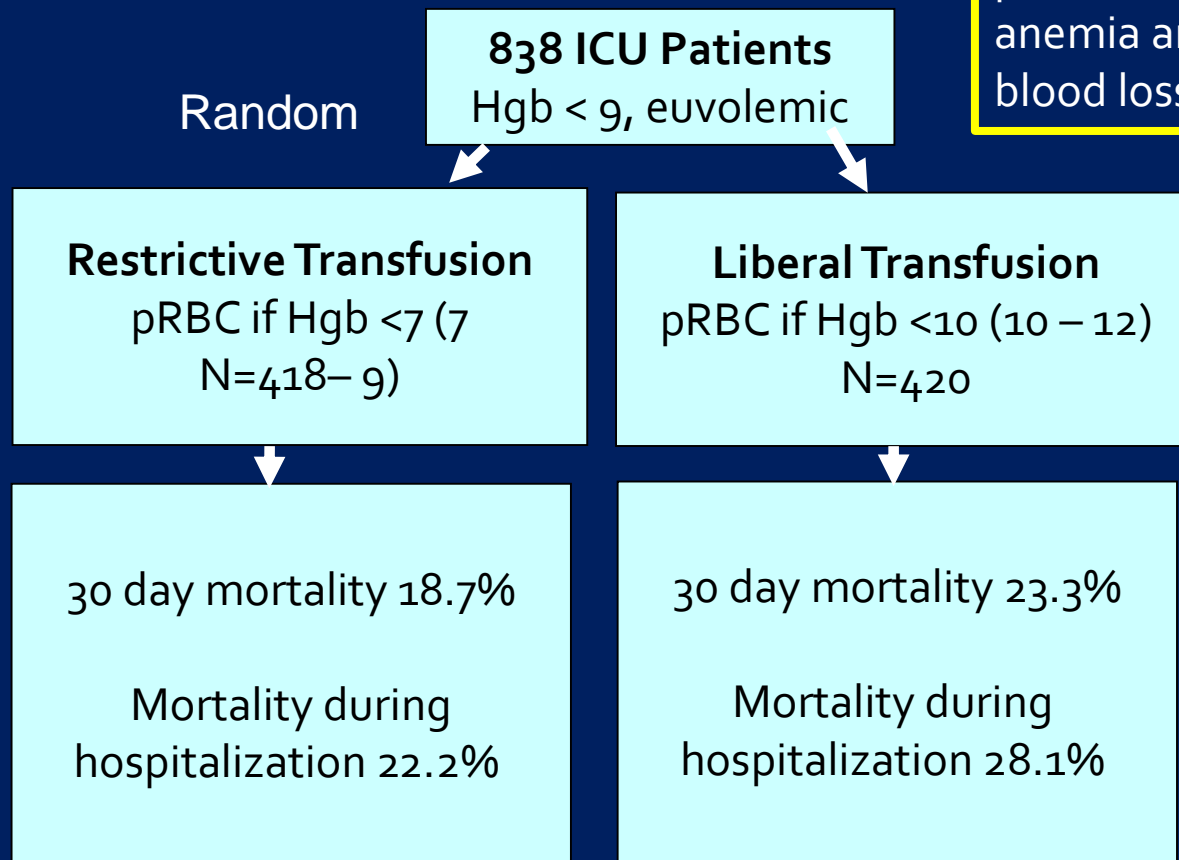 anemia
blood loss
838 ICU Patients
Hgb < 9, euvolemic
Random
Restrictive Transfusion
pRBC if Hgb <7 (7
N=418– 9)
Liberal Transfusion
pRBC if Hgb <10 (10 – 12)
N=420
30 day mortality 18.7%
Mortality during
hospitalization 22.2%
30 day mortality 23.3%
Mortality during
hospitalization 28.1%